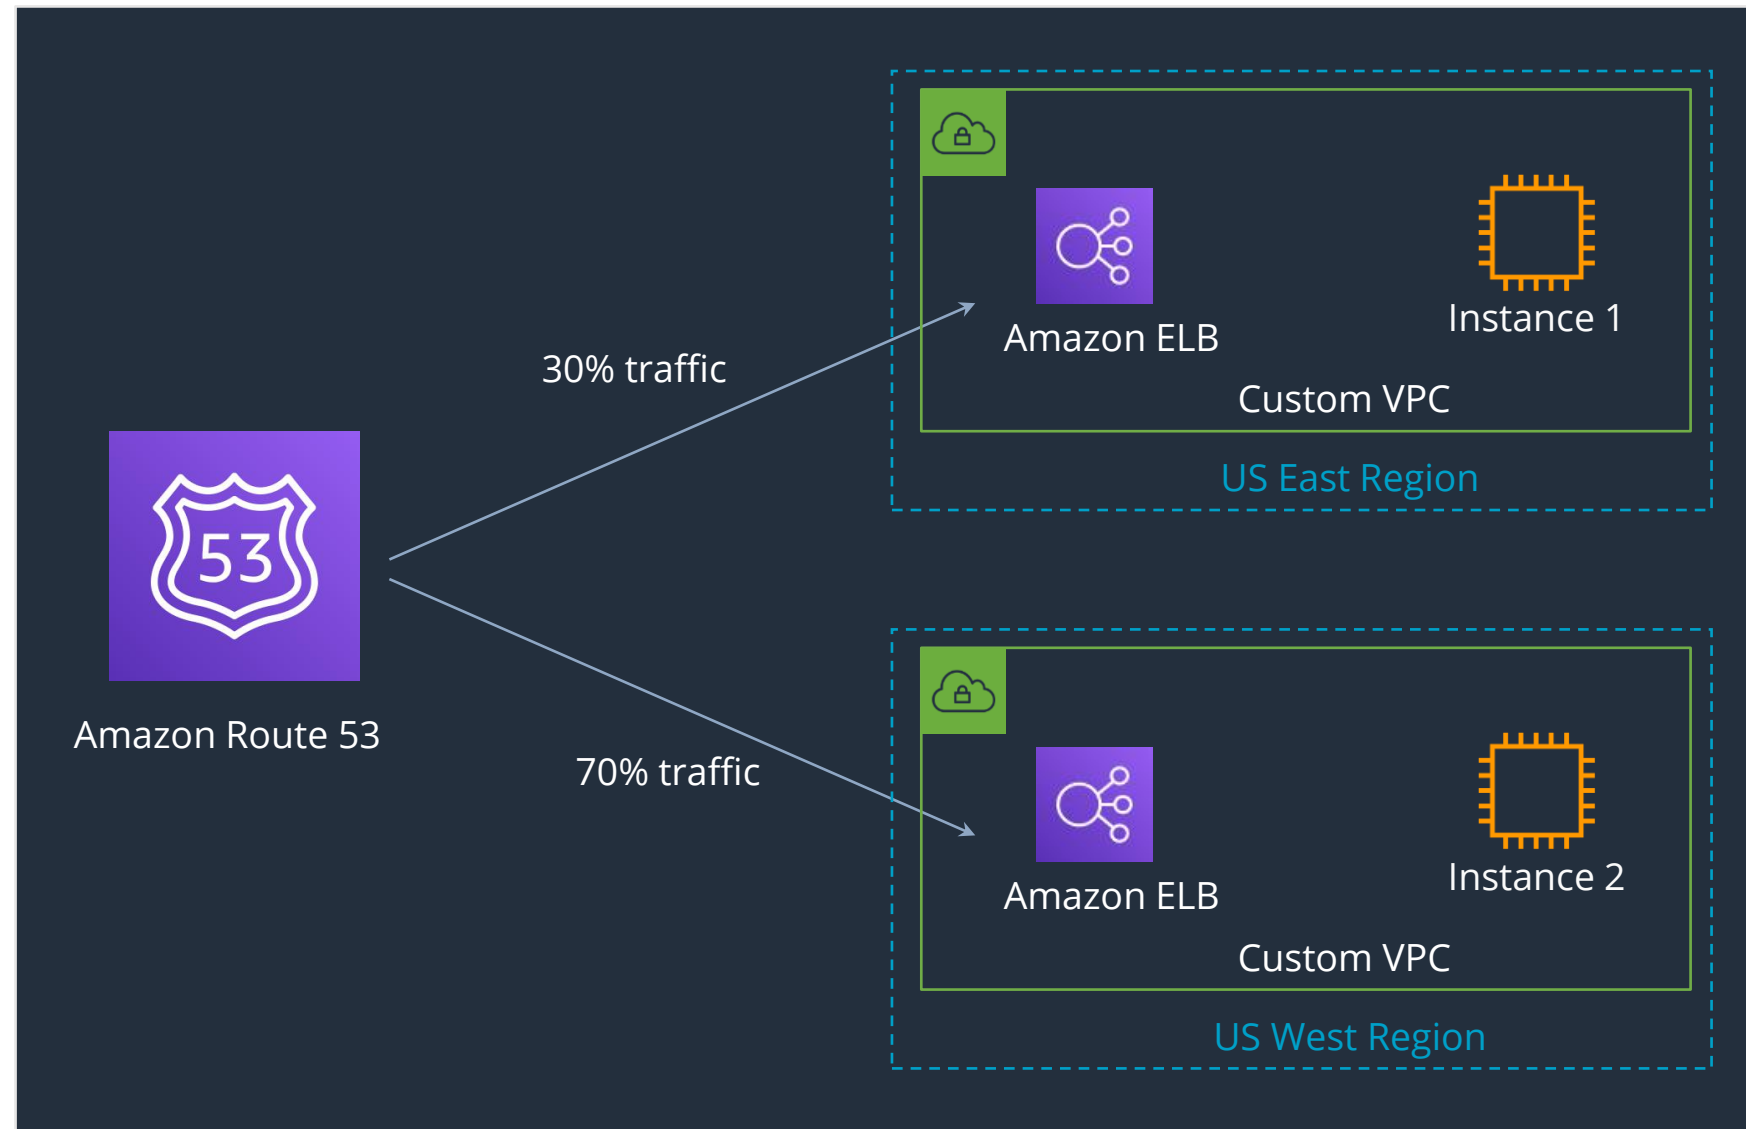 30% traffic
Amazon ELB
Instance 1
Custom VPC
US East Region
53
Amazon Route 53
70% traffic
Amazon ELB
Instance 2
Custom VPC
US West Region